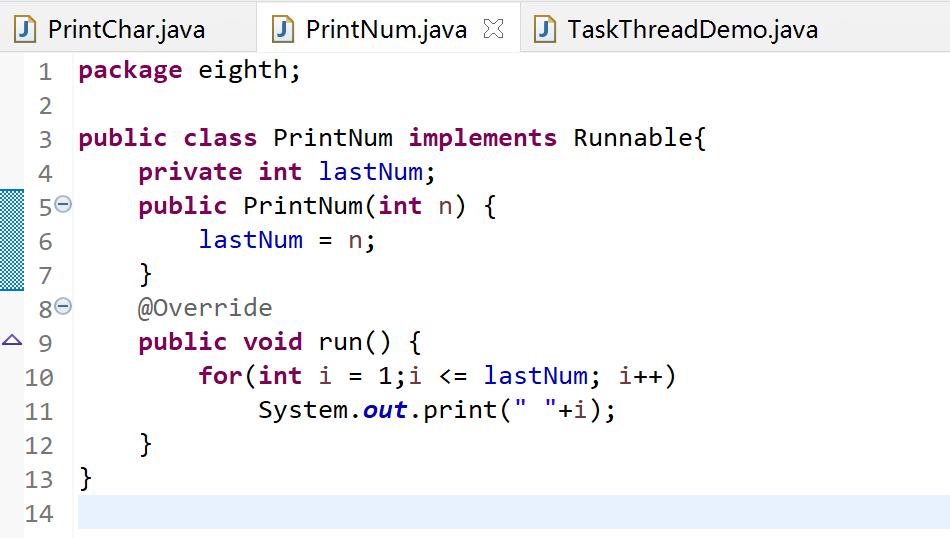 PrintChar.java PrintNum.java TaskThreadDemo.java
1 package eighth;
2
3 public class PrintNum implements Runnable{
4     private int lastNum;
5     public PrintNum(int n) {
6         lastNum = n;
7     }
8     @Override
9     public void run() {
10         for(int i = 1;i <= lastNum; i++)
11             System.out.print(" "+i);
12     }
13 }
14